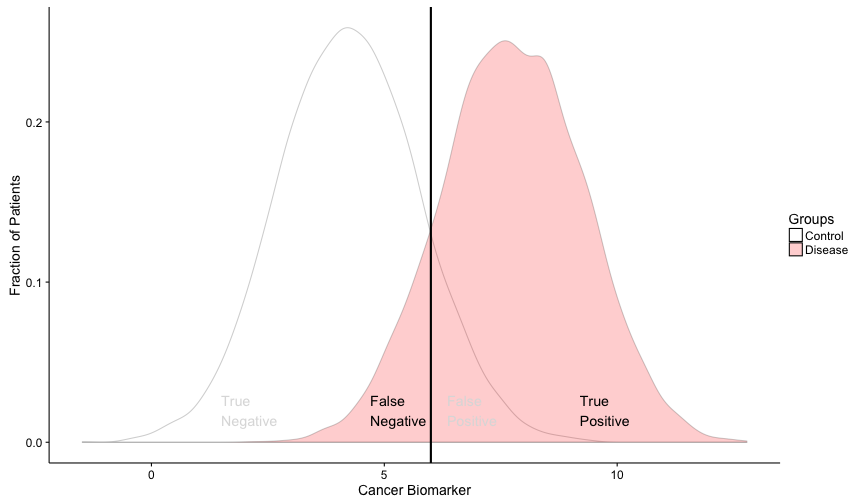 0.2
0.1
0.0
Fraction of Patients
True
Negative
False
Negative
False
Positive
True
Positive
0
5
10
Cancer Biomarker
Groups
Control
Disease